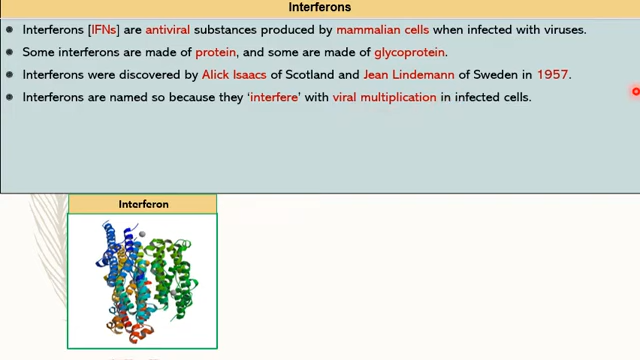 Interferons
Interferons [IFNs] are antiviral substances produced by mammalian cells when infected with viruses.
Some interferons are made of protein, and some are made of glycoprotein.
Interferons were discovered by Alick Isaacs of Scotland and Jean Lindemann of Sweden in 1957.
Interferons are named so because they ‘interfere’ with viral multiplication in infected cells.
Interferon